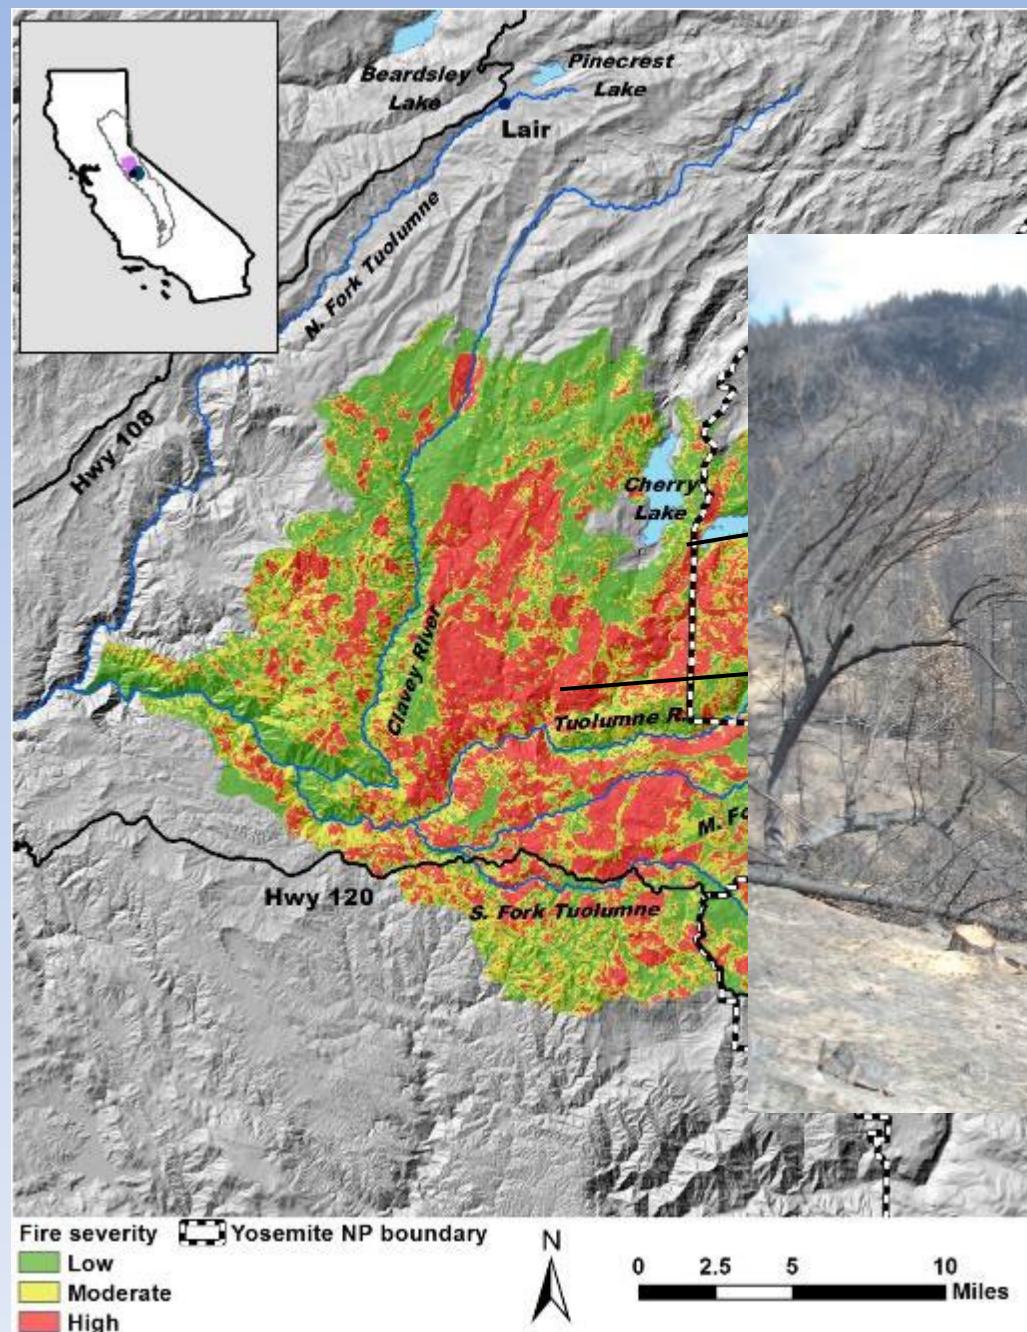 Beardsley
Lake
Pinecrest
Lake
Lair
N. Fork Tuolumne
Hwy 108
Cherry
Lake
Clavey River
Tuolumne R.
M. Fo
Hwy 120
S. Fork Tuolumne
Fire severity
Yosemite NP boundary
Low
Moderate
High
N
0 2.5 5 10
Miles